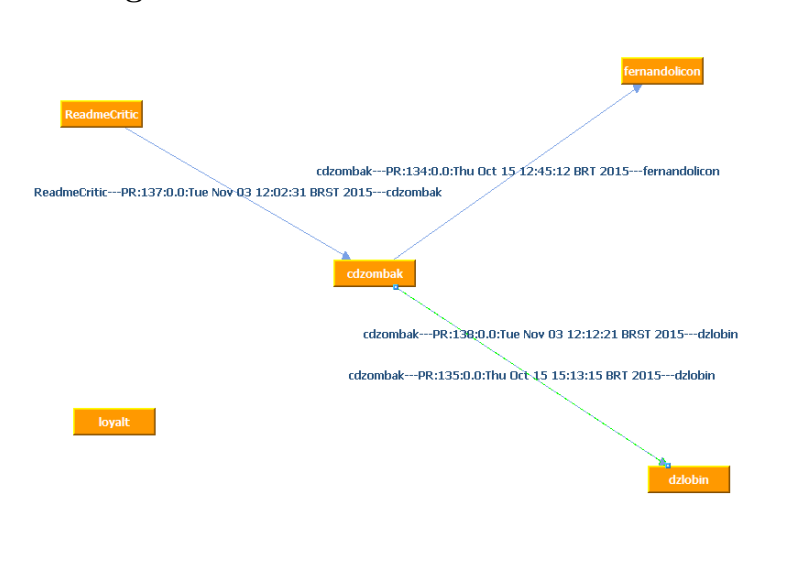 fernandolicon
ReadmeCritic
cdzombak---PR:134:0.0:Thu Oct 15 12:45:12 BRT 2015---fernandolicon
ReadmeCritic---PR:137:0.0:Tue Nov 03 12:02:31 BRST 2015---cdzombak
cdzombak
cdzombak---PR:138:0.0:Tue Nov 03 12:12:21 BRST 2015---dzlobin
cdzombak---PR:135:0.0:Thu Oct 15 15:13:15 BRT 2015---dzlobin
loyalt
dzlobin